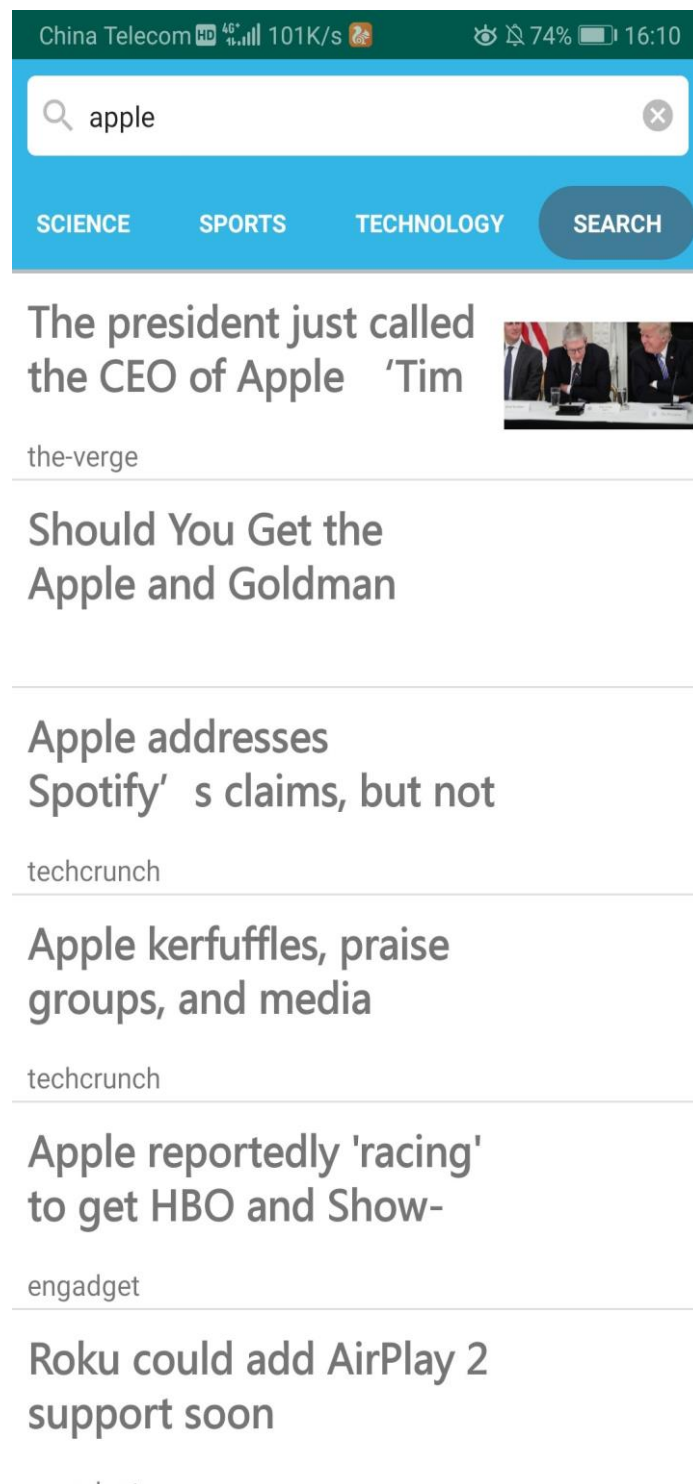 China Telecom HD 46+ 101K/s 74% 16:10
apple
SCIENCE SPORTS TECHNOLOGY SEARCH
The president just called
the CEO of Apple ‘Tim
the-verge
Should You Get the
Apple and Goldman
Apple addresses
Spotify’ s claims, but not
techcrunch
Apple kerfuffles, praise
groups, and media
techcrunch
Apple reportedly 'racing'
to get HBO and Show-
engadget
Roku could add AirPlay 2
support soon